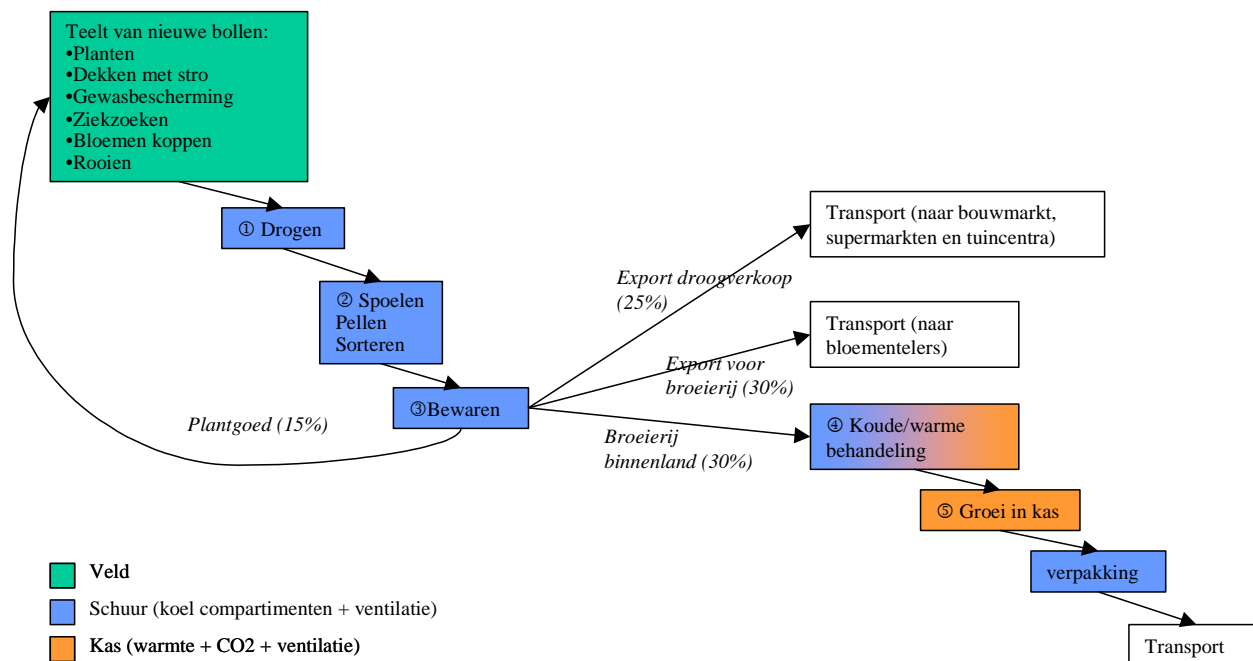 Teelt van nieuwe bollen:
•Planten
•Dekken met stro
•Gewasbescherming
•Ziekzoeken
•Bloemen koppen
•Rooien
① Drogen
② Spoelen
Pellen
Sorteren
③Bewaren
Plantgoed (15%)
Export droogverkoop
(25%)
Transport (naar bouwmarkt,
supermarkten en tuincentra)
Export voor
broeierij (30%)
Transport (naar
bloementelers)
Broeierij
binnenland (30%)
④ Koude/warme
behandeling
⑤ Groei in kas
verpakking
Transport
Veld
Schuur (koel compartimenten + ventilatie)
Kas (warmte + CO2 + ventilatie)